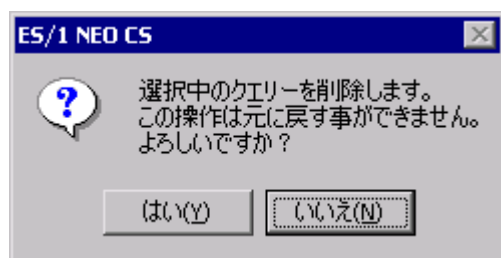 ES/1 NEO CS
選択中のクエリーを削除します。
この操作は元に戻す事ができません。
よろしいですか？
はい(Y)
いいえ(N)